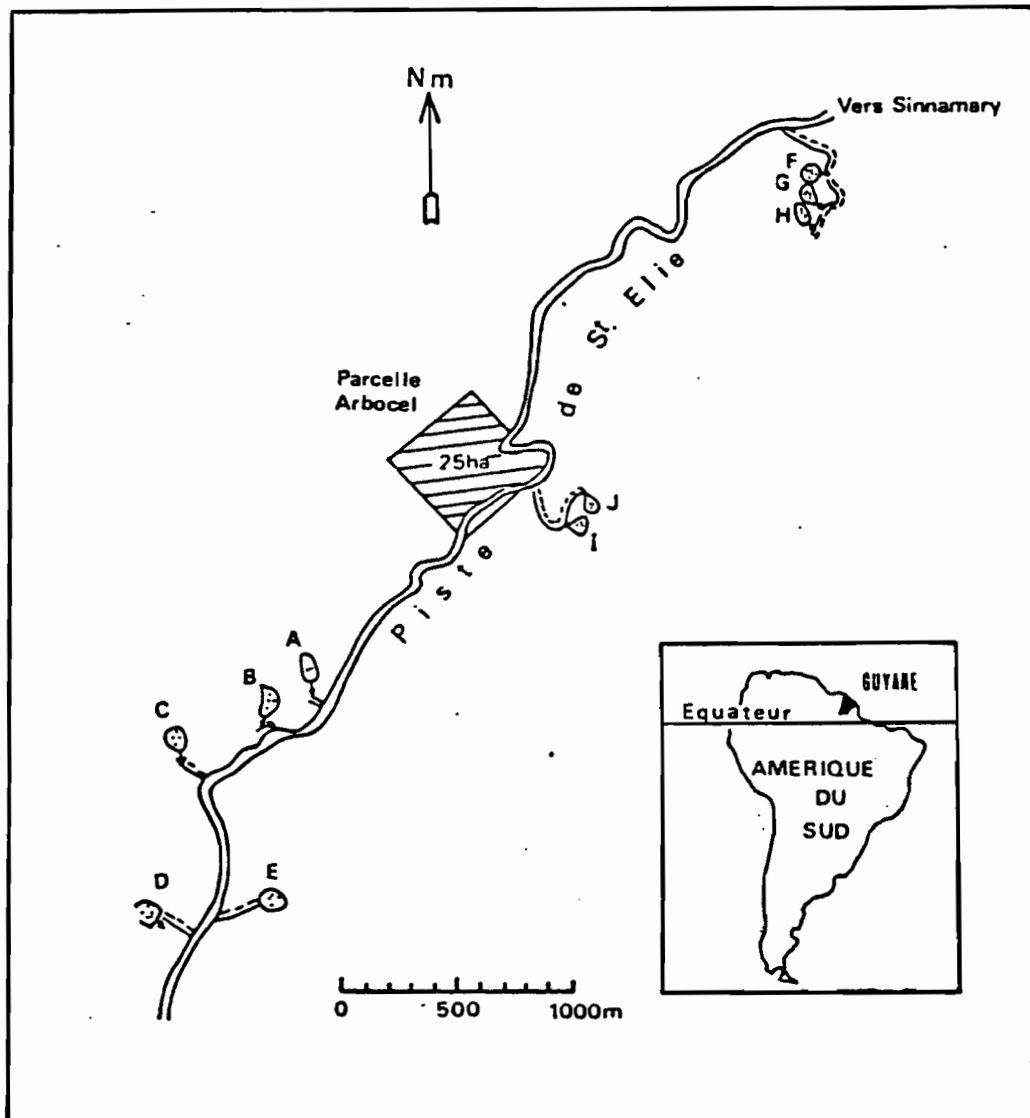 Nm
Vers Sinnamary
F
G
H
Piste de St. Elie
Parcelle
Arbocel
25ha
J
I
A
B
C
D
E
0 500 1000m
GUYANE
Equateur
AMERIQUE
DU
SUD